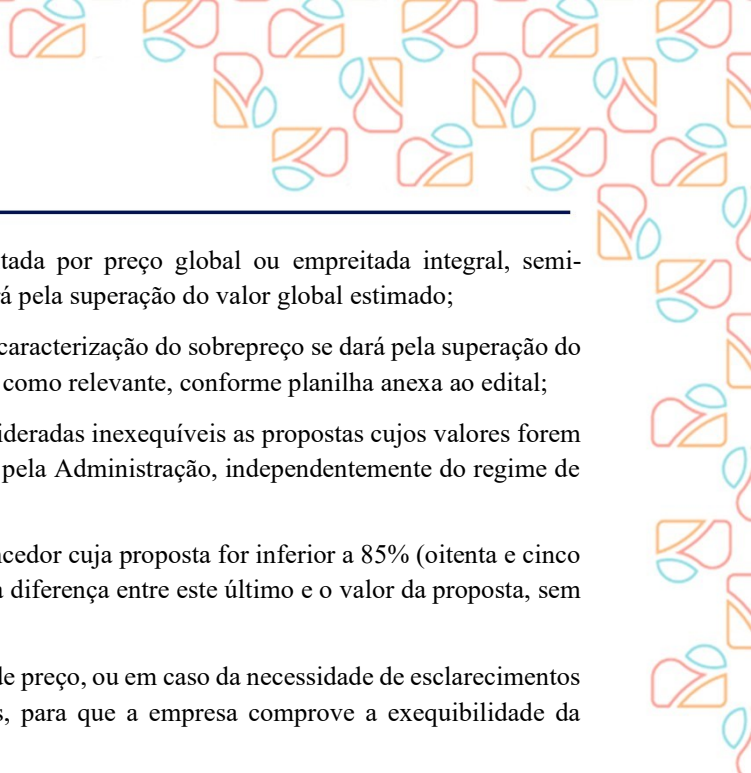 tada por preço global ou empreitada integral, semi-
rá pela superação do valor global estimado;
caracterização do sobrepreço se dará pela superação do
como relevante, conforme planilha anexa ao edital;
ideradas inexequíveis as propostas cujos valores forem
pela Administração, independentemente do regime de
cedor cuja proposta for inferior a 85% (oitenta e cinco
a diferença entre este último e o valor da proposta, sem
de preço, ou em caso da necessidade de esclarecimentos
s, para que a empresa comprove a exequibilidade da